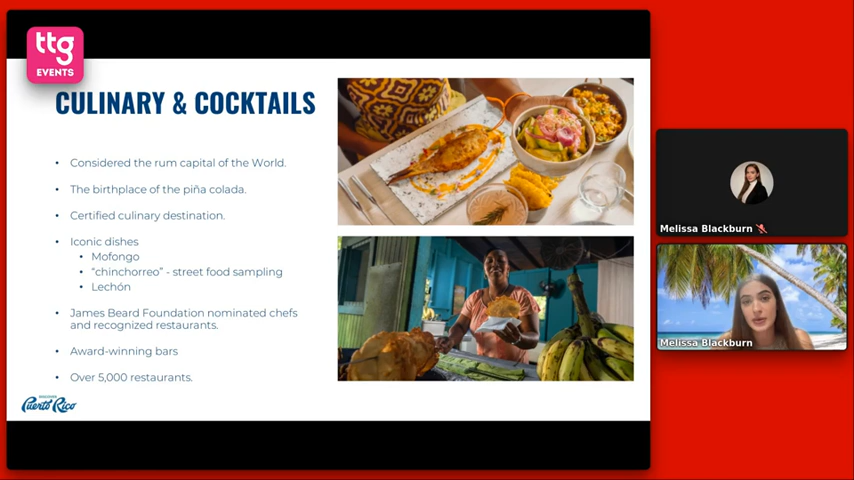 ttg
EVENTS
CULINARY & COCKTAILS
• Considered the rum capital of the World.
• The birthplace of the piña colada.
• Certified culinary destination.
• Iconic dishes
• Mofongo
• “chinchorreo” - street food sampling
• Lechón
• James Beard Foundation nominated chefs
and recognized restaurants.
• Award-winning bars
• Over 5,000 restaurants.
DISCOVER
Puerto Rico
Melissa Blackburn
Melissa Blackburn